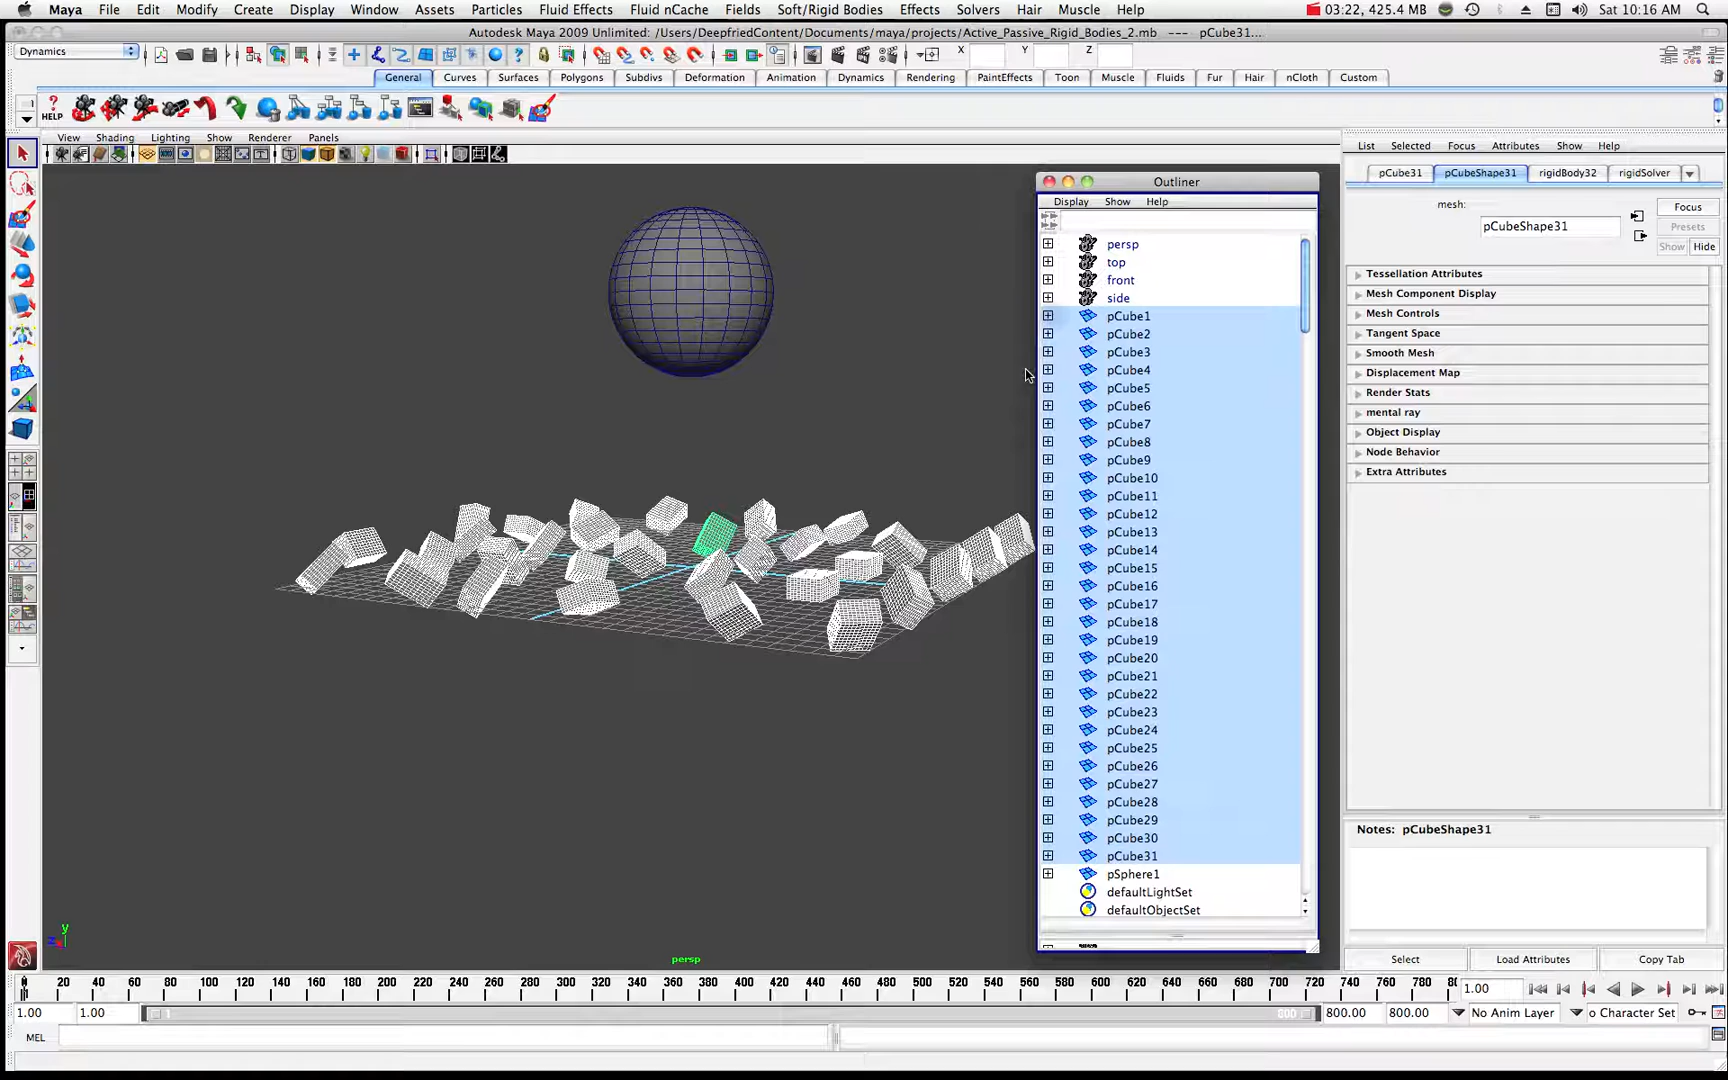 Maya File Edit Modify Create Display Window Assets Particles Fluid Effects Fluid nCache Fields Soft/Rigid Bodies Effects Solvers Hair Muscle Help 03:22, 425.4 MB Sat 10:16 AM
Autodesk Maya 2009 Unlimited: /Users/DeepfriedContent/Documents/maya/projects/Active_Passive_Rigid_Bodies_2.mb --- pCube31...
Dynamics X Y Z
General Curves Surfaces Polygons Subdivs Deformation Animation Dynamics Rendering PaintEffects Toon Muscle Fluids Fur Hair nCloth Custom
HELP
View Shading Lighting Show Renderer Panels
List Selected Focus Attributes Show Help
pCube31 pCubeShape31 rigidBody32 rigidSolver
mesh: pCubeShape31
Focus
Presets
Show Hide
Tessellation Attributes
Mesh Component Display
Mesh Controls
Tangent Space
Smooth Mesh
Displacement Map
Render Stats
mental ray
Object Display
Node Behavior
Extra Attributes
Outliner
Display Show Help
persp
top
front
side
pCube1
pCube2
pCube3
pCube4
pCube5
pCube6
pCube7
pCube8
pCube9
pCube10
pCube11
pCube12
pCube13
pCube14
pCube15
pCube16
pCube17
pCube18
pCube19
pCube20
pCube21
pCube22
pCube23
pCube24
pCube25
pCube26
pCube27
pCube28
pCube29
pCube30
pCube31
pSphere1
defaultLightSet
defaultObjectSet
Notes: pCubeShape31
Select Load Attributes Copy Tab
y
z
persp
20 40 60 80 100 120 140 160 180 200 220 240 260 280 300 320 340 360 380 400 420 440 460 480 500 520 540 560 580 600 620 640 660 680 700 720 740 760 780 80 1.00
1.00 1.00 1 800 800.00 800.00 No Anim Layer o Character Set
MEL